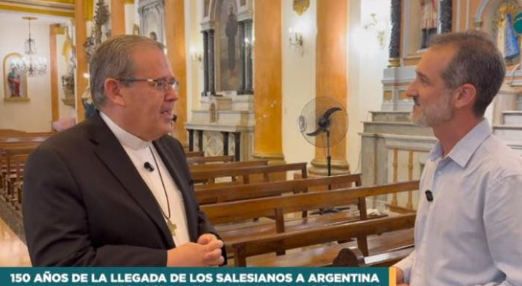 150 AÑOS DE LA LLEGADA DE LOS SALESIANOS A ARGENTINA